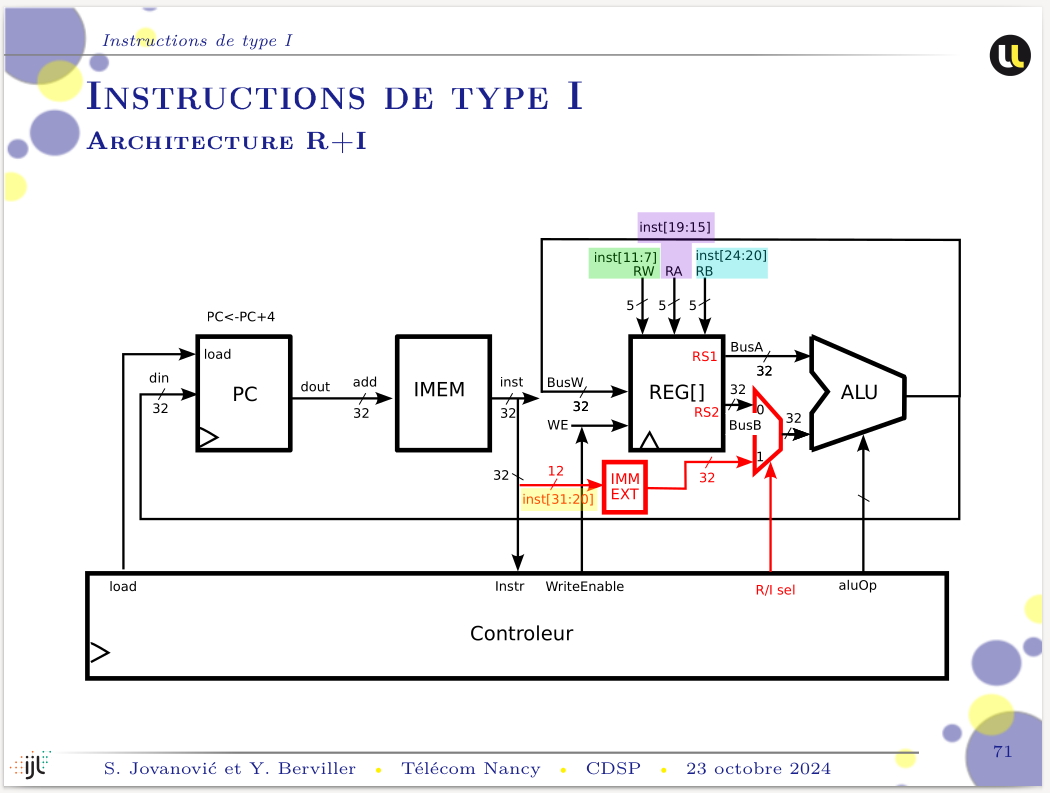 Instructions de type I
Instructions de type I
Architecture R+I
inst[19:15]
inst[11:7]
RW
RA
inst[24:20]
RB
5
5
5
PC<-PC+4
load
din
32
PC
dout
add
32
IMEM
inst
32
BusW
32
WE
REG[]
RS1
RS2
BusA
32
32
BusB
0
1
32
ALU
32
12
inst[31:20]
IMM
EXT
32
load
Instr
WriteEnable
R/I sel
aluOp
Controleur
71
ijl
S. Jovanović et Y. Berviller • Télécom Nancy • CDSP • 23 octobre 2024